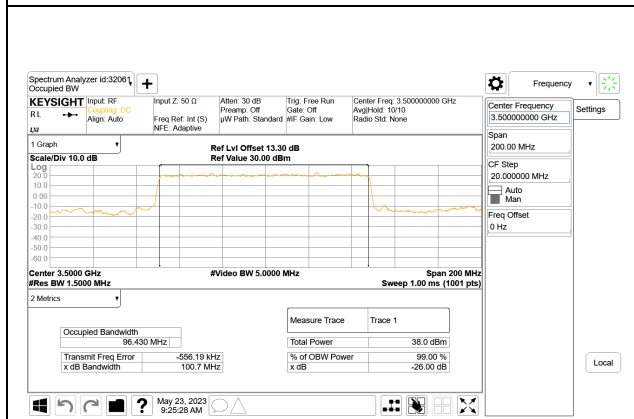 Spectrum Analyzer id:32061
Occupied BW
Frequency
KEYSIGHT
R L
Input: RF
Coupling: DC
Align: Auto
Input Z: 50 Ω
Freq Ref: Int (S)
NFE: Adaptive
Atten: 30 dB
Preamp: Off
µW Path: Standard
Trig: Free Run
Gate: Off
#IF Gain: Low
Center Freq: 3.500000000 GHz
Avg|Hold: 10/10
Radio Std: None
Center Frequency
3.500000000 GHz
Settings
Span
200.00 MHz
CF Step
20.000000 MHz
Auto
Man
Freq Offset
0 Hz
1 Graph
Scale/Div 10.0 dB
Ref Lvl Offset 13.30 dB
Ref Value 30.00 dBm
Log
20.0
10.0
0.00
-10.0
-20.0
-30.0
-40.0
-50.0
-60.0
Center 3.5000 GHz
#Video BW 5.0000 MHz
Span 200 MHz
#Res BW 1.5000 MHz
Sweep 1.00 ms (1001 pts)
2 Metrics
Measure Trace
Trace 1
Occupied Bandwidth
96.430 MHz
Total Power
38.0 dBm
Transmit Freq Error
-556.19 kHz
% of OBW Power
99.00 %
x dB Bandwidth
100.7 MHz
x dB
-26.00 dB
Local
May 23, 2023
9:25:28 AM